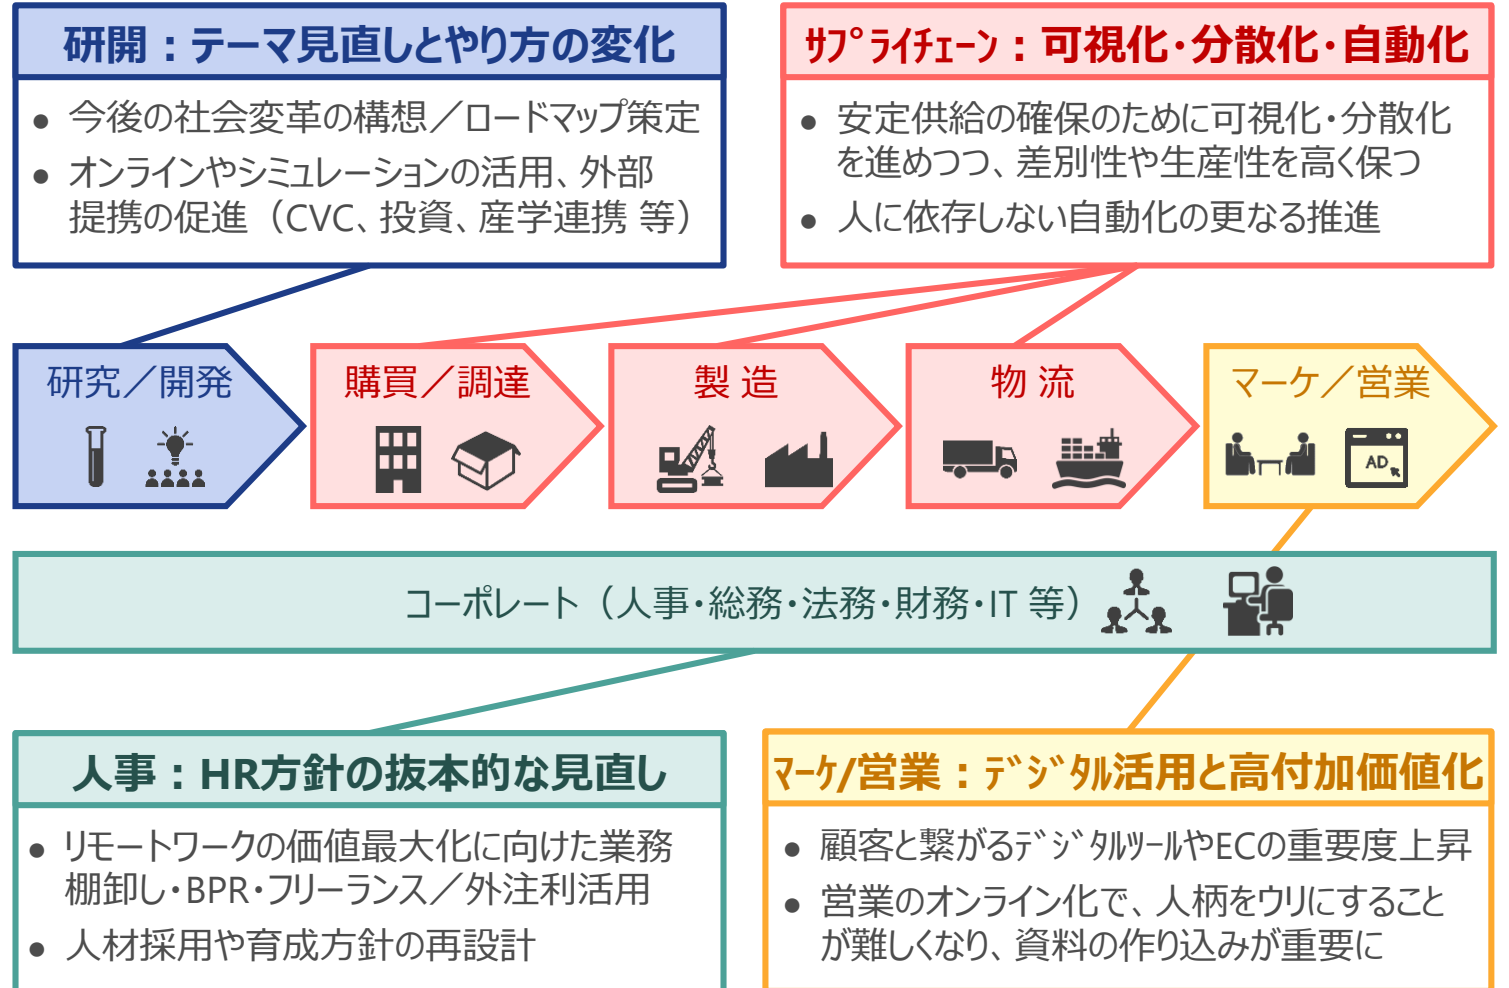 研開：テーマ見直しとやり方の変化
● 今後の社会変革の構想／ロードマップ策定
● オンラインやシミュレーションの活用、外部
提携の促進（CVC、投資、産学連携 等）
ｻﾌﾟﾗｲﾁｪｰﾝ：可視化・分散化・自動化
● 安定供給の確保のために可視化・分散化
を進めつつ、差別性や生産性を高く保つ
● 人に依存しない自動化の更なる推進
研究／開発
購買／調達
製 造
物 流
マーケ／営業
AD
コーポレート（人事・総務・法務・財務・IT 等）
人事：HR方針の抜本的な見直し
● リモートワークの価値最大化に向けた業務
棚卸し・BPR・フリーランス／外注利活用
● 人材採用や育成方針の再設計
ﾏｰｹ/営業：ﾃﾞｼﾞﾀﾙ活用と高付加価値化
● 顧客と繋がるﾃﾞｼﾞﾀﾙﾂｰﾙやECの重要度上昇
● 営業のオンライン化で、人柄をウリにすること
が難しくなり、資料の作り込みが重要に